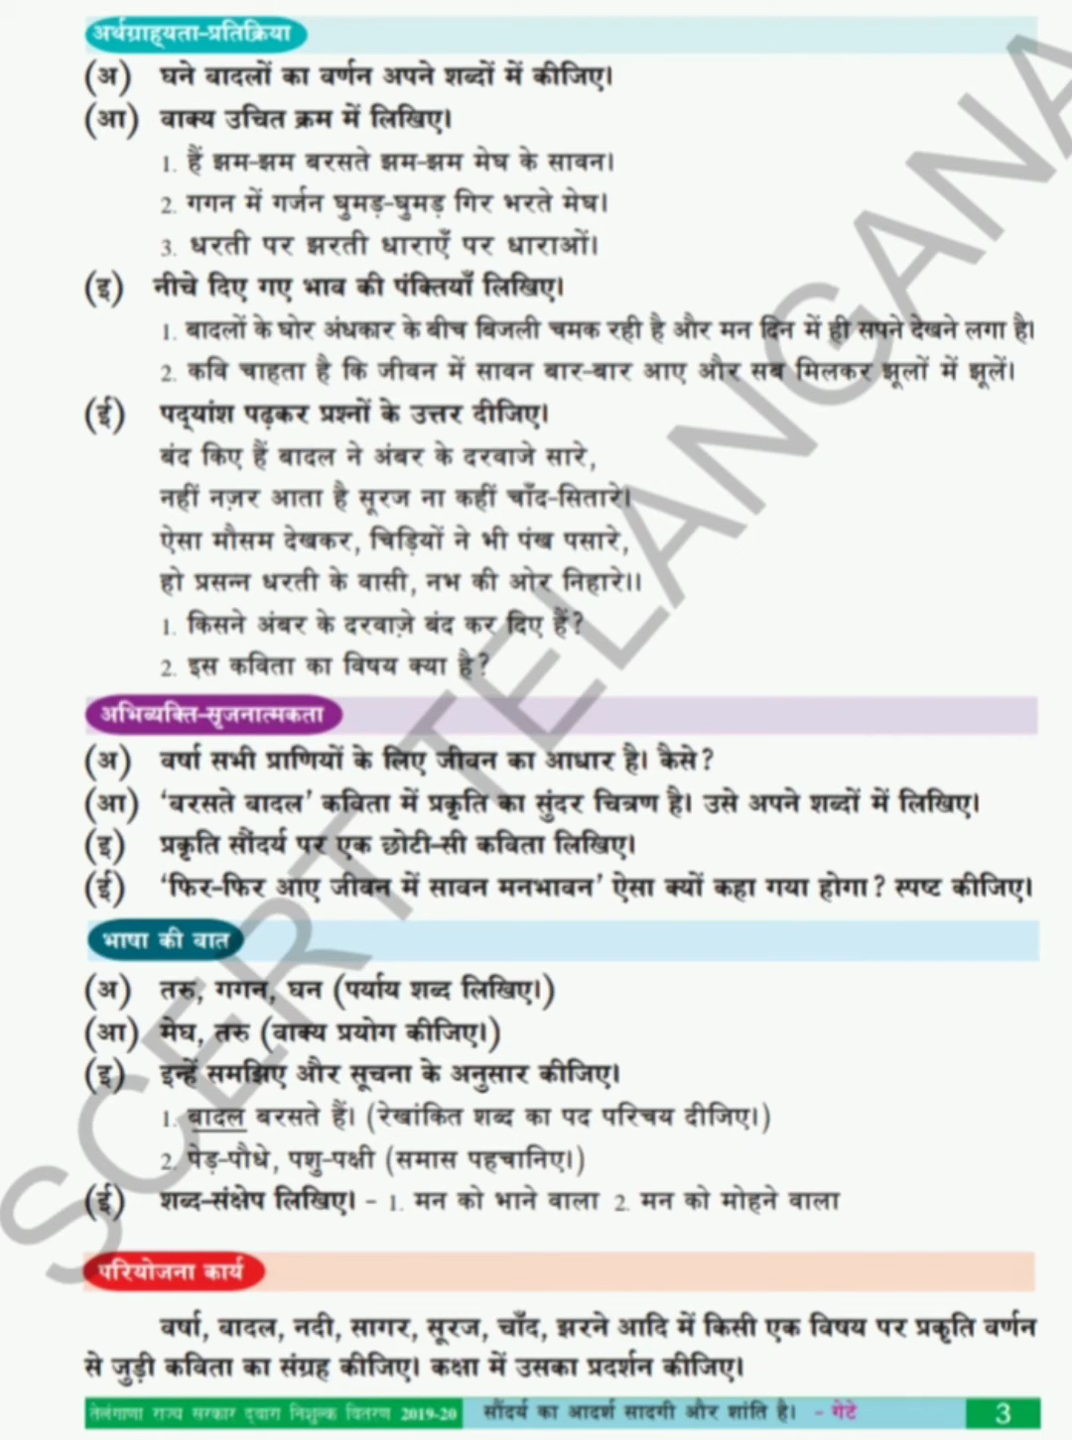 अर्थग्राह्यता-प्रतिक्रिया
(अ) घने बादलों का वर्णन अपने शब्दों में कीजिए।
(आ) वाक्य उचित क्रम में लिखिए।
1. हैं झम-झम बरसते झम-झम मेघ के सावन।
2. गगन में गर्जन घुमड़-घुमड़ गिर भरते मेघ।
3. धरती पर झरती धाराएँ पर धाराओं।
(इ) नीचे दिए गए भाव की पंक्तियाँ लिखिए।
1. बादलों के घोर अंधकार के बीच बिजली चमक रही है और मन दिन में ही सपने देखने लगा है।
2. कवि चाहता है कि जीवन में सावन बार-बार आए और सब मिलकर झूलों में झूलें।
(ई) पद्यांश पढ़कर प्रश्नों के उत्तर दीजिए।
बंद किए हैं बादल ने अंबर के दरवाजे सारे,
नहीं नज़र आता है सूरज ना कहीं चाँद-सितारे।
ऐसा मौसम देखकर, चिड़ियों ने भी पंख पसारे,
हो प्रसन्न धरती के वासी, नभ की ओर निहारे।।
1. किसने अंबर के दरवाज़े बंद कर दिए हैं?
2. इस कविता का विषय क्या है?
अभिव्यक्ति-सृजनात्मकता
(अ) वर्षा सभी प्राणियों के लिए जीवन का आधार है। कैसे?
(आ) 'बरसते बादल' कविता में प्रकृति का सुंदर चित्रण है। उसे अपने शब्दों में लिखिए।
(इ) प्रकृति सौंदर्य पर एक छोटी-सी कविता लिखिए।
(ई) 'फिर-फिर आए जीवन में सावन मनभावन' ऐसा क्यों कहा गया होगा? स्पष्ट कीजिए।
भाषा की बात
(अ) तरु, गगन, घन (पर्याय शब्द लिखिए।)
(आ) मेघ, तरु (वाक्य प्रयोग कीजिए।)
(इ) इन्हें समझिए और सूचना के अनुसार कीजिए।
1. बादल बरसते हैं। (रेखांकित शब्द का पद परिचय दीजिए।)
2. पेड़-पौधे, पशु-पक्षी (समास पहचानिए।)
(ई) शब्द-संक्षेप लिखिए। - 1. मन को भाने वाला 2. मन को मोहने वाला
परियोजना कार्य
वर्षा, बादल, नदी, सागर, सूरज, चाँद, झरने आदि में किसी एक विषय पर प्रकृति वर्णन
से जुड़ी कविता का संग्रह कीजिए। कक्षा में उसका प्रदर्शन कीजिए।
तेलंगाणा राज्य सरकार द्वारा निशुल्क वितरण 2019-20 सौंदर्य का आदर्श सादगी और शांति है। - गेटे 3
SCERT TELANGANA